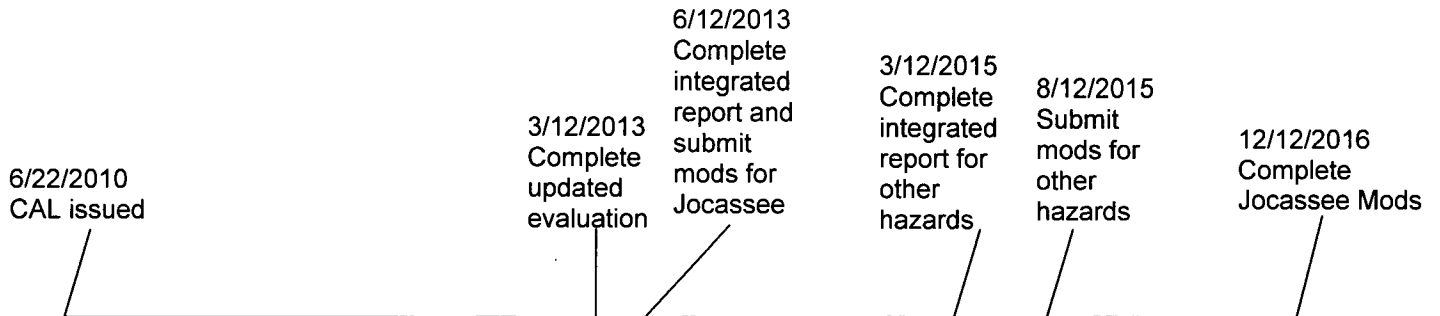 6/22/2010
CAL issued
3/12/2013
Complete
updated
evaluation
6/12/2013
Complete
integrated
report and
submit
mods for
Jocassee
3/12/2015
Complete
integrated
report for
other
hazards
8/12/2015
Submit
mods for
other
hazards
12/12/2016
Complete
Jocassee Mods